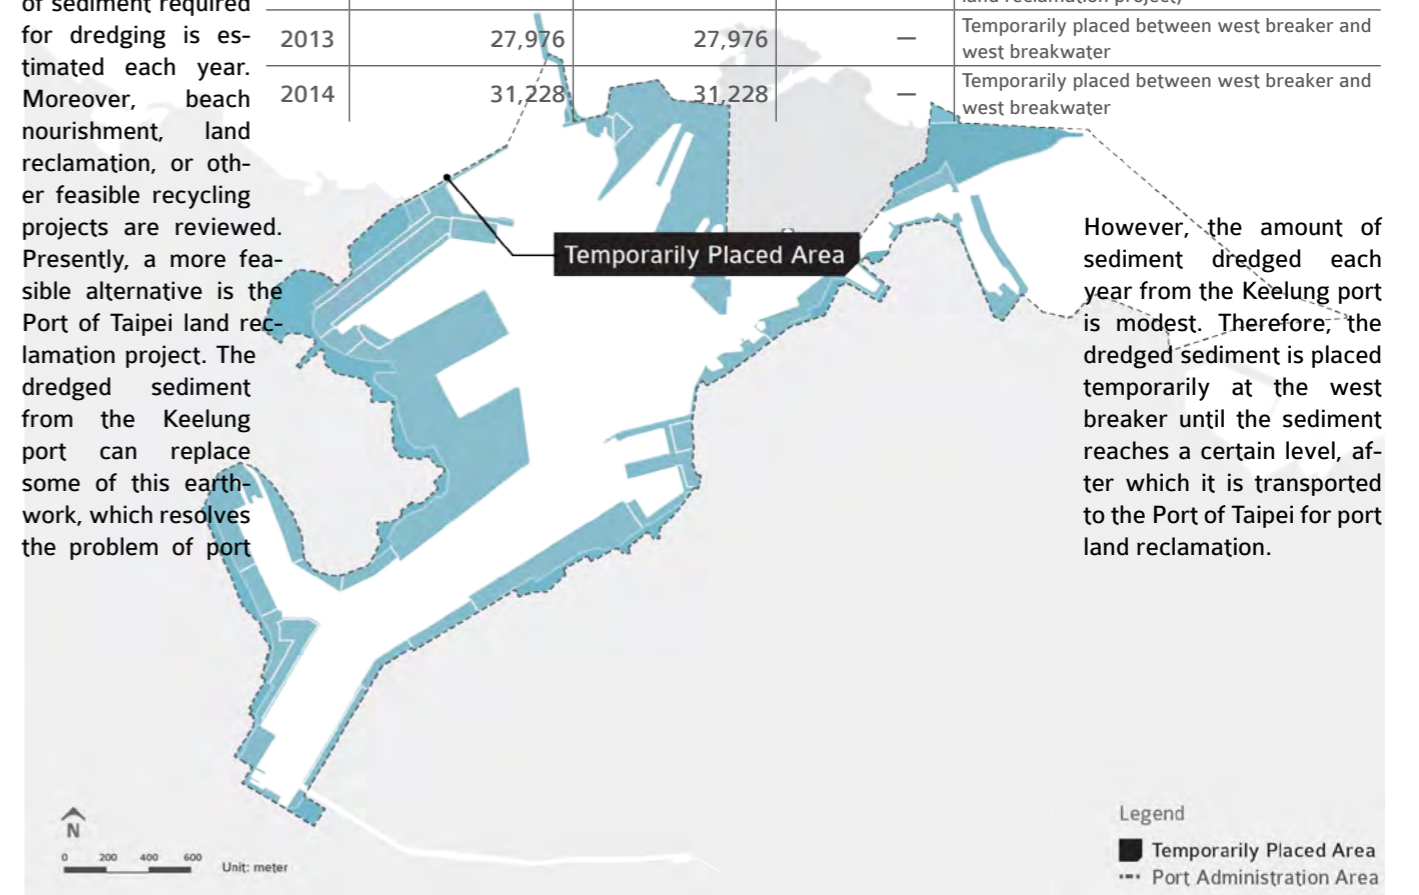 of sediment required
for dredging is es-
timated each year.
Moreover, beach
nourishment, land
reclamation, or oth-
er feasible recycling
projects are reviewed.
Presently, a more fea-
sible alternative is the
Port of Taipei land rec-
lamation project. The
dredged sediment
from the Keelung
port can replace
some of this earth-
work, which resolves
the problem of port
land reclamation project)
2013 27,976 27,976 — Temporarily placed between west breaker and
west breakwater
2014 31,228 31,228 — Temporarily placed between west breaker and
west breakwater
Temporarily Placed Area
However, the amount of
sediment dredged each
year from the Keelung port
is modest. Therefore, the
dredged sediment is placed
temporarily at the west
breaker until the sediment
reaches a certain level, af-
ter which it is transported
to the Port of Taipei for port
land reclamation.
N
0 200 400 600 Unit: meter
Legend
Temporarily Placed Area
Port Administration Area